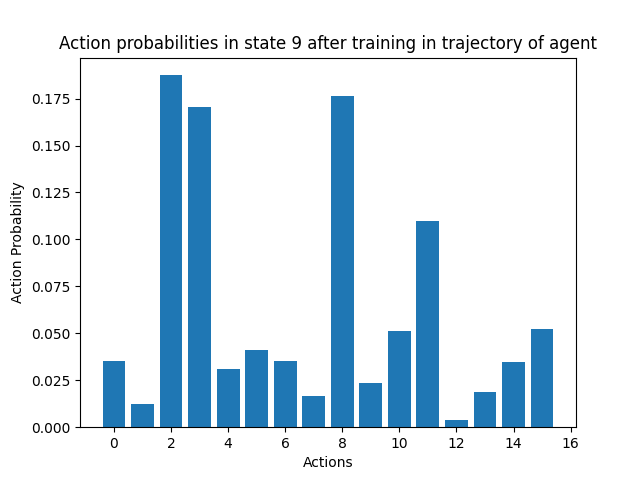 Action probabilities in state 9 after training in trajectory of agent
Action Probability
0.175
0.150
0.125
0.100
0.075
0.050
0.025
0.000
0 2 4 6 8 10 12 14 16
Actions